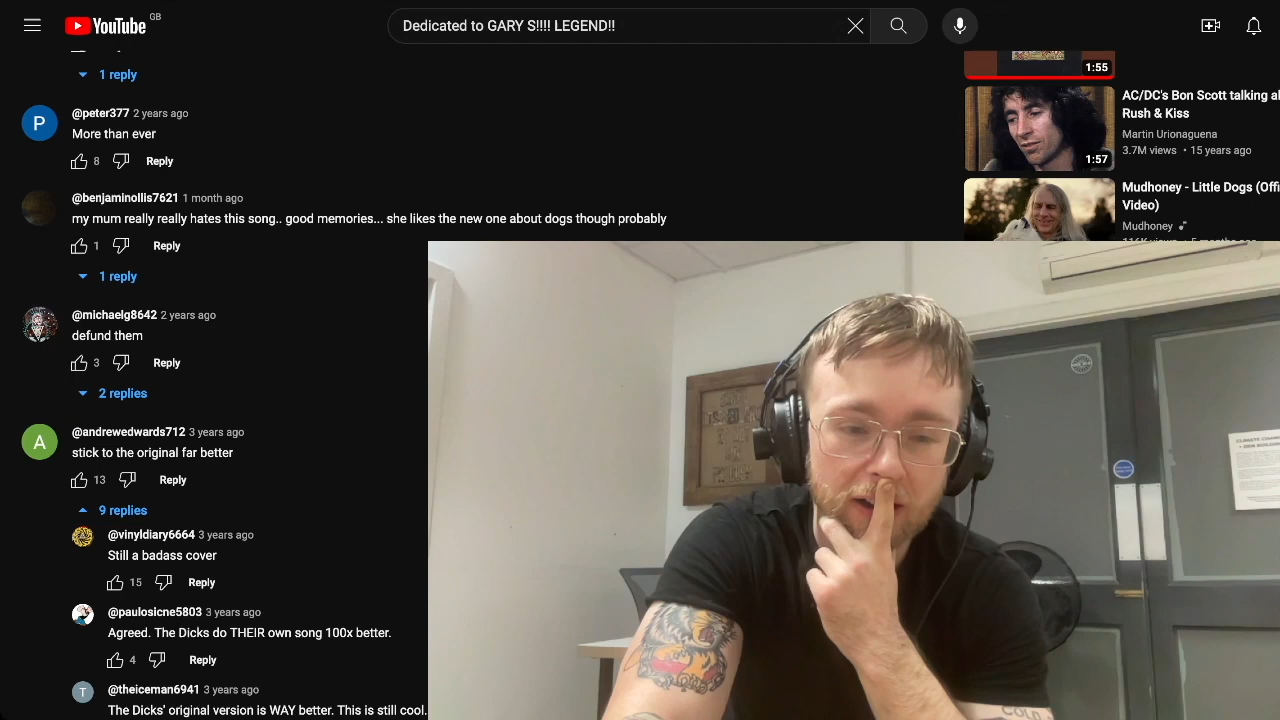 YouTube GB
Dedicated to GARY S!!!! LEGEND!!
1 reply
@peter377 2 years ago
More than ever
8 Reply
@benjaminollis7621 1 month ago
my mum really really hates this song.. good memories... she likes the new one about dogs though probably
1 Reply
1 reply
@michaelg8642 2 years ago
defund them
3 Reply
2 replies
A
@andrewedwards712 3 years ago
stick to the original far better
13 Reply
9 replies
@vinyldiary6664 3 years ago
Still a badass cover
15 Reply
@paulosicne5803 3 years ago
Agreed. The Dicks do THEIR own song 100x better.
4 Reply
T
@theiceman6941 3 years ago
The Dicks' original version is WAY better. This is still cool.
P
1:55
AC/DC's Bon Scott talking
Rush & Kiss
Martin Urionaguena
3.7M views • 15 years ago
1:57
Mudhoney - Little Dogs
Video)
Mudhoney
COLD